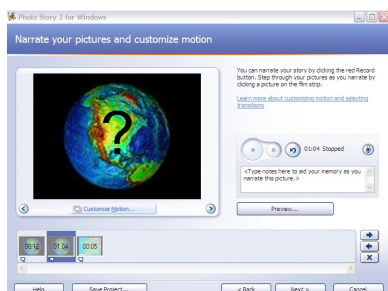 Photo Story 3 for Windows
Narrate your pictures and customize motion
You can narrate your story by clicking the red Record
button. Step through your pictures as you narrate by
clicking a picture on the film strip.
Learn more about customizing motion and selecting
transitions
?
01:04 Stopped
<Type notes here to aid your memory as you
narrate this picture.>
Customize Motion...
Preview...
01:04
00:05
Help
Save Project...
< Back
Next >
Cancel